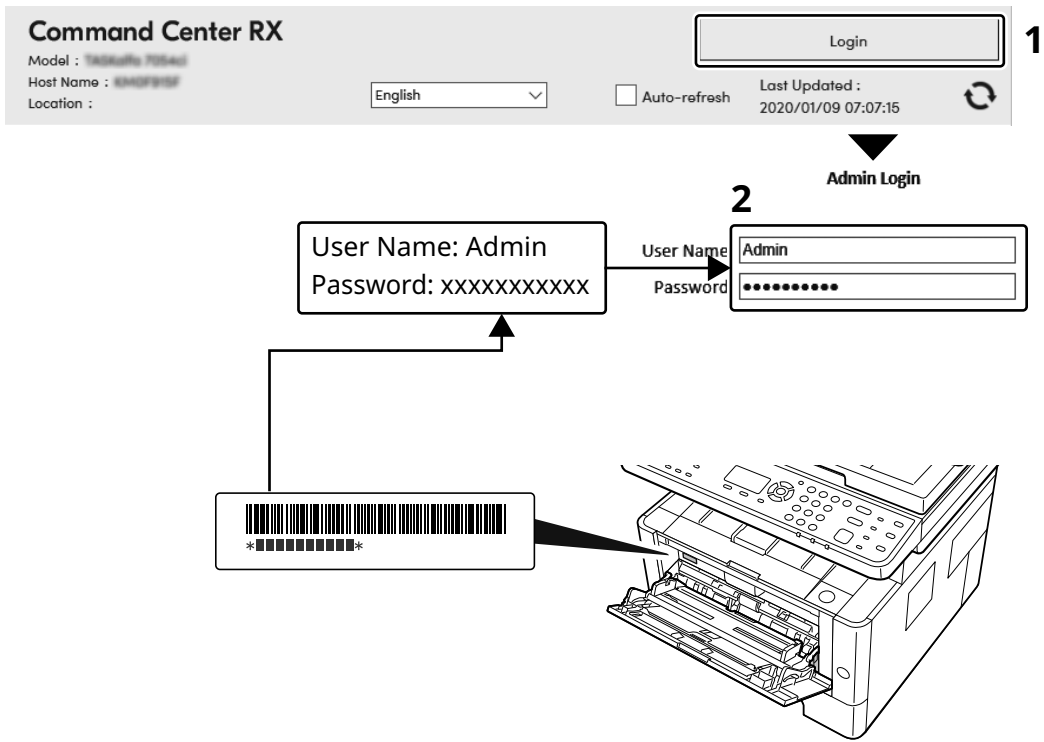 Command Center RX
Model :
Host Name :
Location :
English
Auto-refresh
Login
Last Updated :
2020/01/09 07:07:15
1
Admin Login
2
User Name: Admin
Password: xxxxxxxxxxx
User Name
Admin
Password
●●●●●●●●●●
*■■■■■■■■■■*